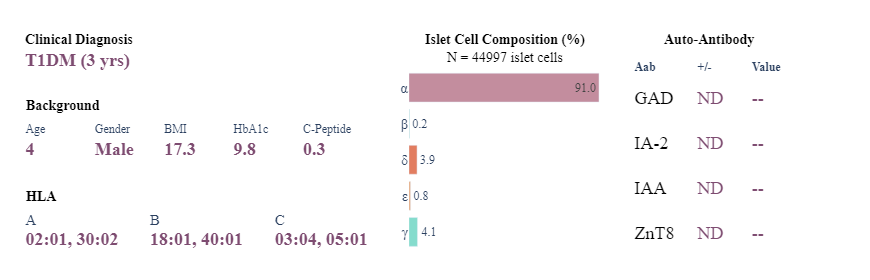 Clinical Diagnosis
T1DM (3 yrs)
Background
Age Gender BMI HbA1c C-Peptide
4 Male 17.3 9.8 0.3
HLA
A B C
02:01, 30:02 18:01, 40:01 03:04, 05:01
Islet Cell Composition (%)
N = 44997 islet cells
α 91.0
β 0.2
δ 3.9
ε 0.8
γ 4.1
Auto-Antibody
Aab +/- Value
GAD ND --
IA-2 ND --
IAA ND --
ZnT8 ND --